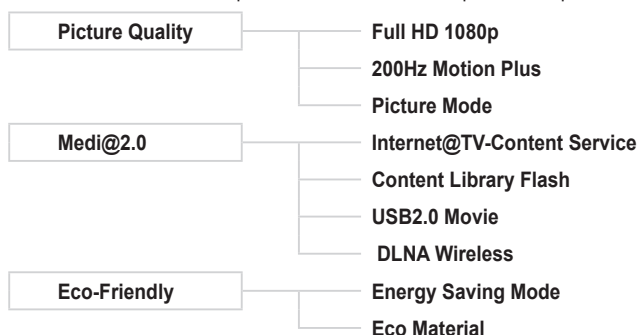 Picture Quality
Full HD 1080p
200Hz Motion Plus
Picture Mode
Medi@2.0
Internet@TV-Content Service
Content Library Flash
USB2.0 Movie
DLNA Wireless
Eco-Friendly
Energy Saving Mode
Eco Material